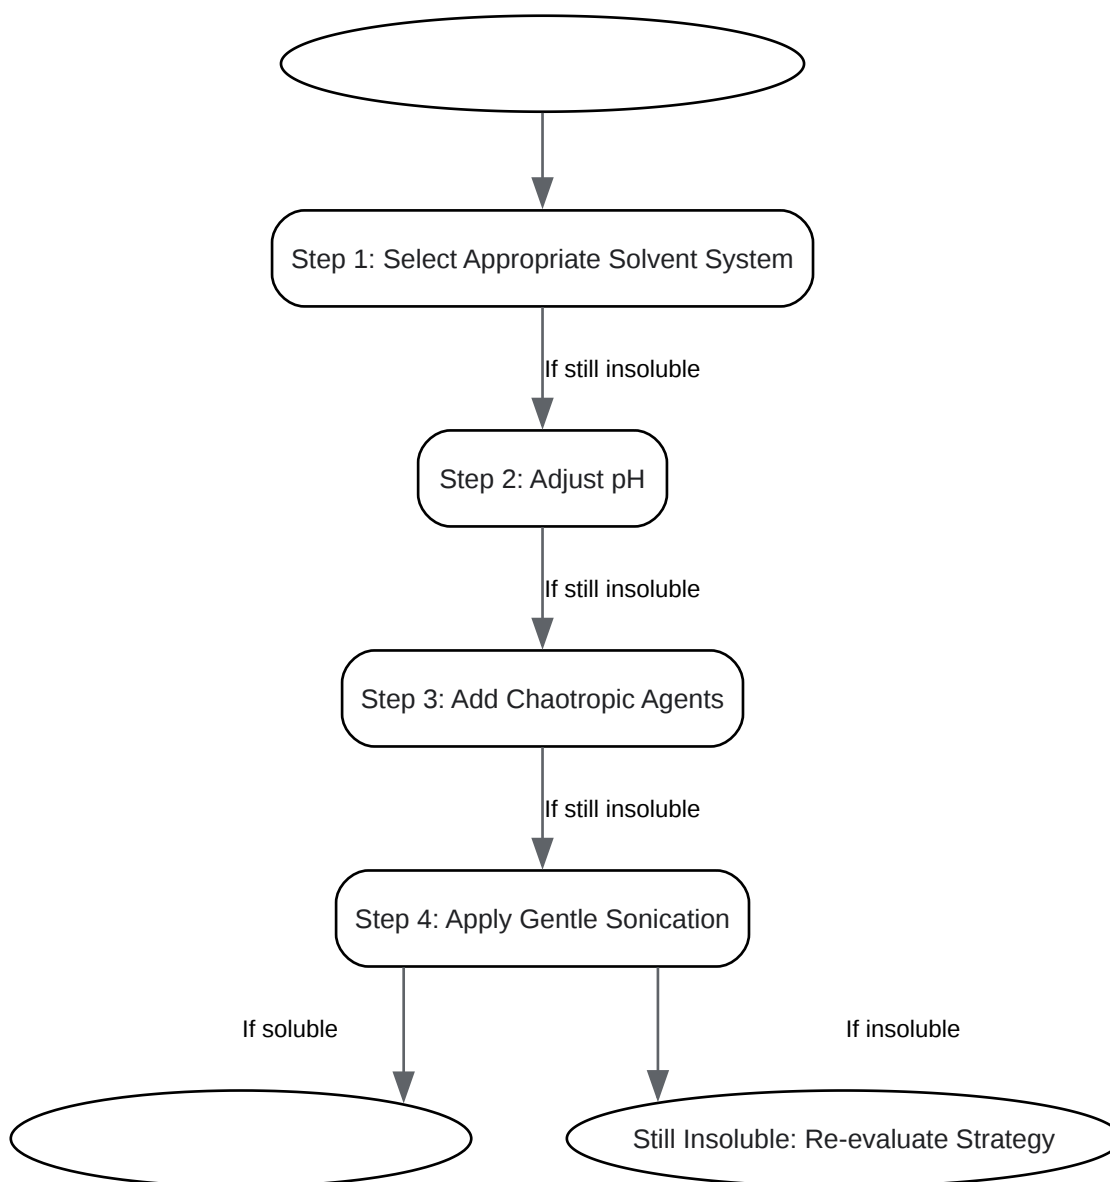 Step 1: Select Appropriate Solvent System
If still insoluble
Step 2: Adjust pH
If still insoluble
Step 3: Add Chaotropic Agents
If still insoluble
Step 4: Apply Gentle Sonication
If soluble
If insoluble
Still Insoluble: Re-evaluate Strategy